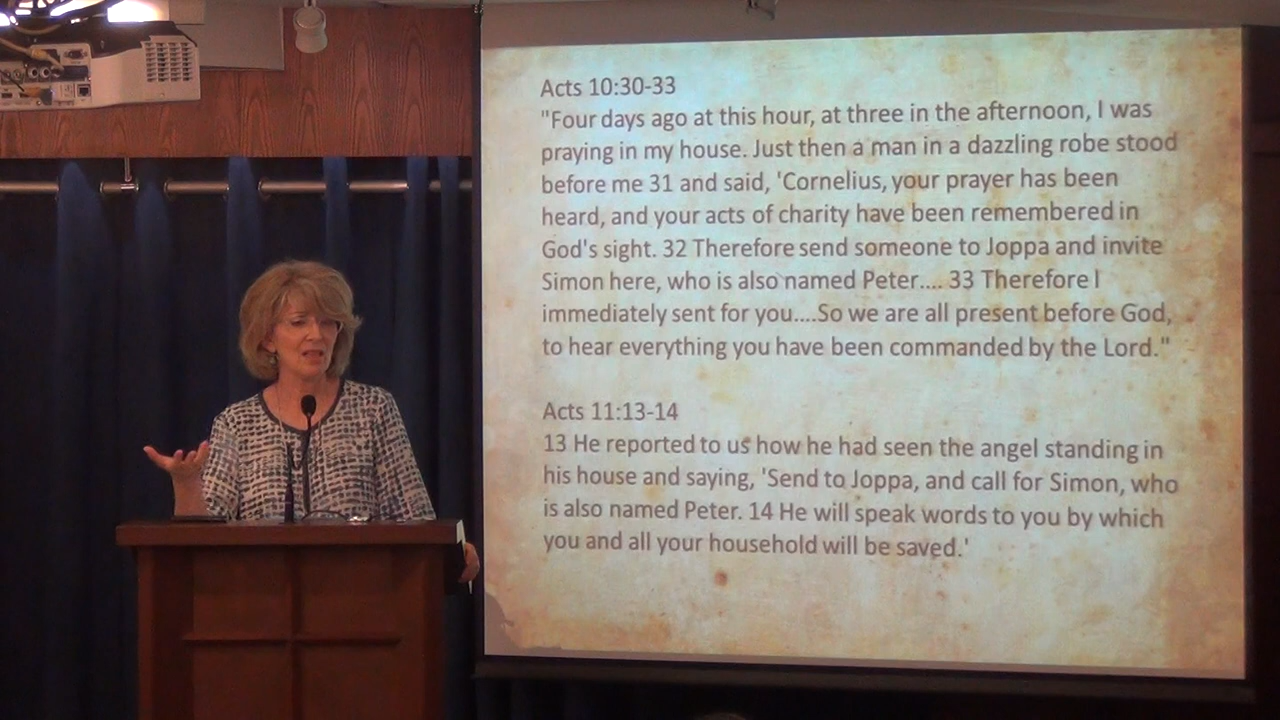 Acts 10:30-33
"Four days ago at this hour, at three in the afternoon, I was
praying in my house. Just then a man in a dazzling robe stood
before me 31 and said, 'Cornelius, your prayer has been
heard, and your acts of charity have been remembered in
God's sight. 32 Therefore send someone to Joppa and invite
Simon here, who is also named Peter.... 33 Therefore I
immediately sent for you....So we are all present before God,
to hear everything you have been commanded by the Lord."
Acts 11:13-14
13 He reported to us how he had seen the angel standing in
his house and saying, 'Send to Joppa, and call for Simon, who
is also named Peter. 14 He will speak words to you by which
you and all your household will be saved.'